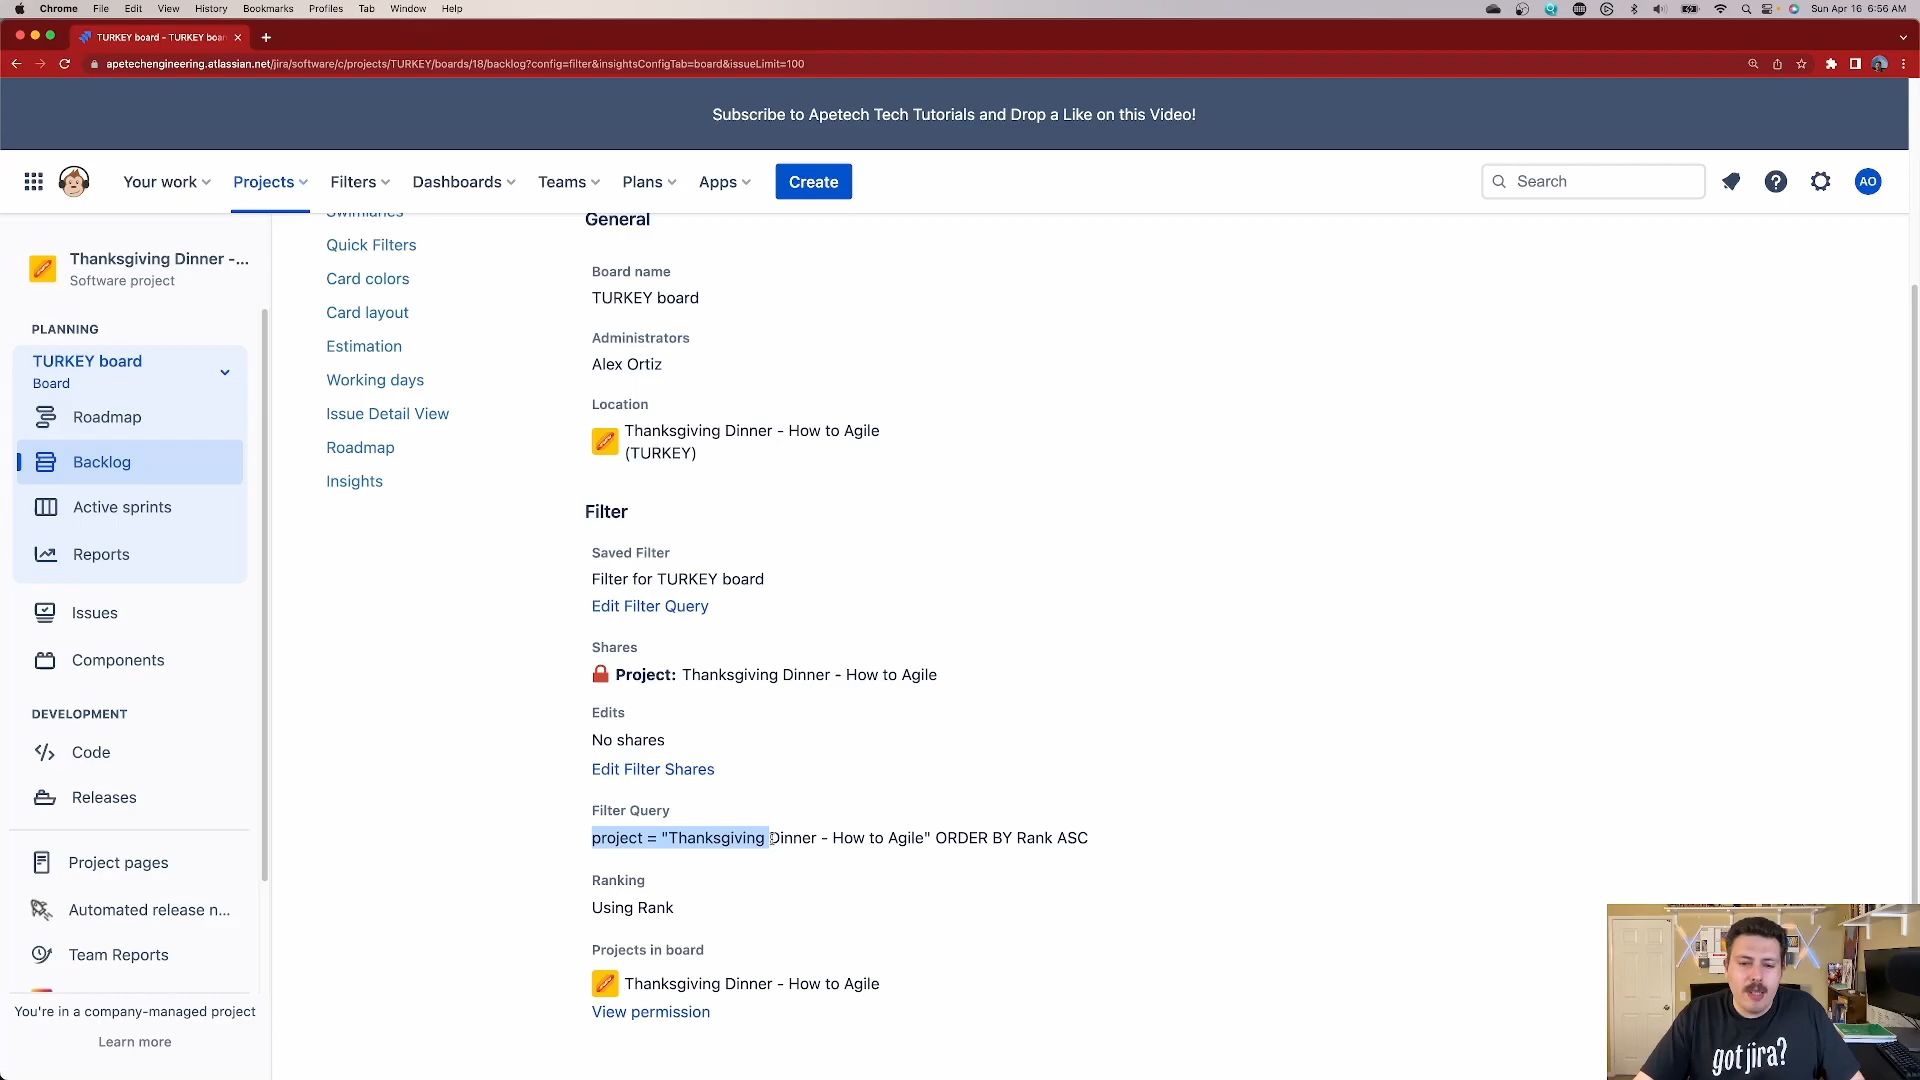 Chrome File Edit View History Bookmarks Profiles Tab Window Help
Sun Apr 16 6:56 AM
TURKEY board - TURKEY boar
apetechengineering.atlassian.net/jira/software/c/projects/TURKEY/boards/18/backlog?config=filter&insightsConfigTab=board&issueLimit=100
Subscribe to Apetech Tech Tutorials and Drop a Like on this Video!
Your work Projects Filters Dashboards Teams Plans Apps Create Search AO
Thanksgiving Dinner -...
Software project
PLANNING
TURKEY board
Board
Roadmap
Backlog
Active sprints
Reports
Issues
Components
DEVELOPMENT
Code
Releases
Project pages
Automated release n...
Team Reports
You're in a company-managed project
Learn more
Swimlanes
Quick Filters
Card colors
Card layout
Estimation
Working days
Issue Detail View
Roadmap
Insights
General
Board name
TURKEY board
Administrators
Alex Ortiz
Location
Thanksgiving Dinner - How to Agile
(TURKEY)
Filter
Saved Filter
Filter for TURKEY board
Edit Filter Query
Shares
Project: Thanksgiving Dinner - How to Agile
Edits
No shares
Edit Filter Shares
Filter Query
project = "Thanksgiving Dinner - How to Agile" ORDER BY Rank ASC
Ranking
Using Rank
Projects in board
Thanksgiving Dinner - How to Agile
View permission
got jira?